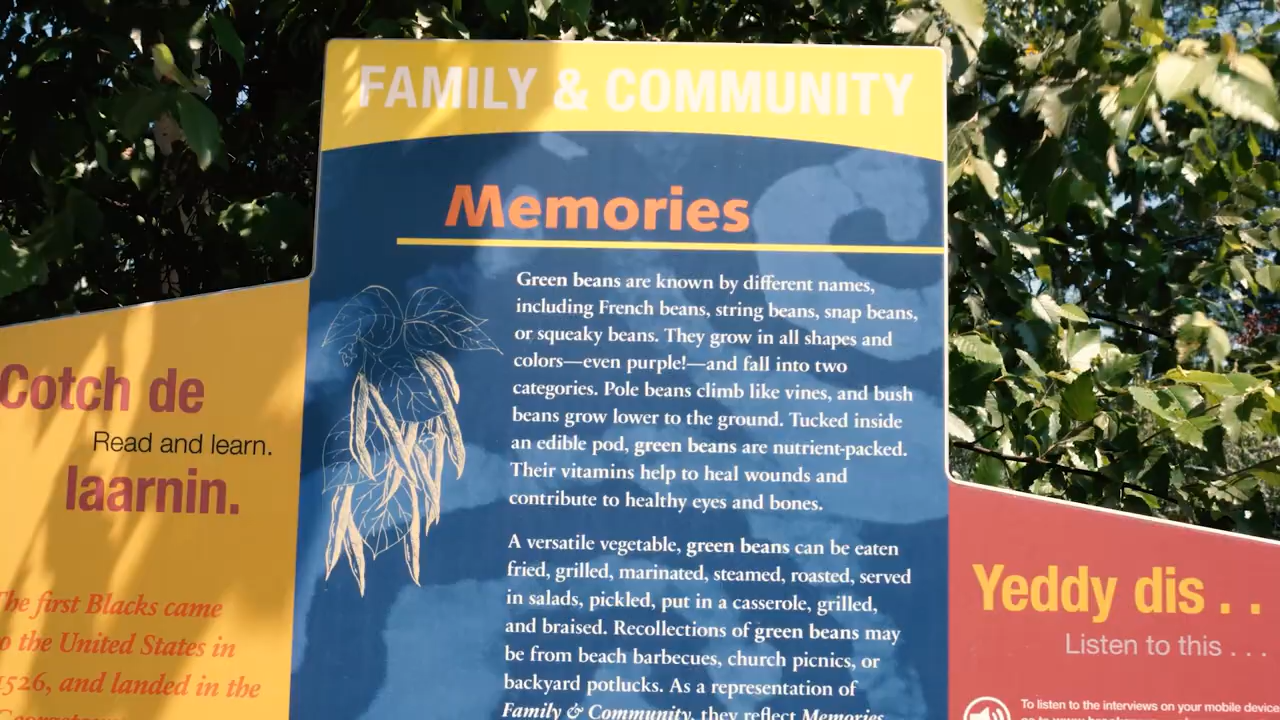 FAMILY & COMMUNITY
Memories
Green beans are known by different names,
including French beans, string beans, snap beans,
or squeaky beans. They grow in all shapes and
colors—even purple!—and fall into two
categories. Pole beans climb like vines, and bush
beans grow lower to the ground. Tucked inside
an edible pod, green beans are nutrient-packed.
Their vitamins help to heal wounds and
contribute to healthy eyes and bones.
A versatile vegetable, green beans can be eaten
fried, grilled, marinated, steamed, roasted, served
in salads, pickled, put in a casserole, grilled,
and braised. Recollections of green beans may
be from beach barbecues, church picnics, or
backyard potlucks. As a representation of
Family & Community, they reflect Memories
Cotch de
Read and learn.
laarnin.
The first Blacks came
to the United States in
1526, and landed in the
Yeddy dis . .
Listen to this . . .
To listen to the interviews on your mobile device